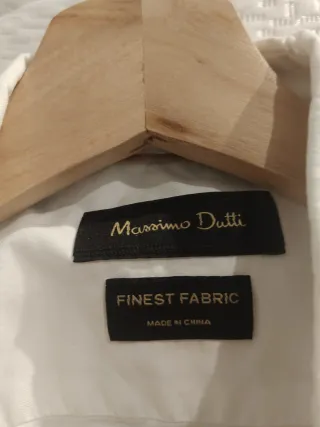 Massimo Dutti
FINEST FABRIC
MADE IN CHINA